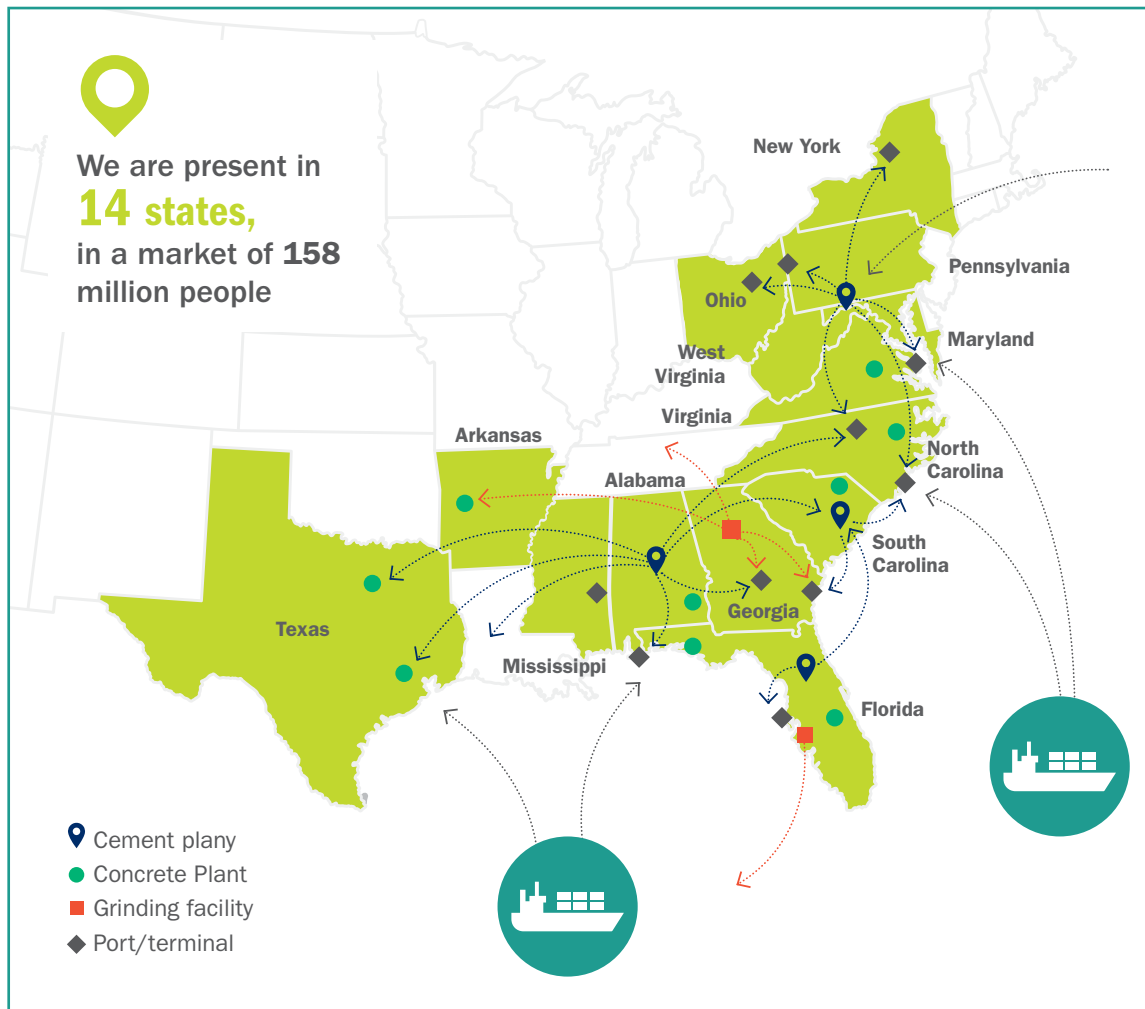 We are present in
14 states,
in a market of 158
million people
New York
Pennsylvania
Ohio
Maryland
West
Virginia
Virginia
Arkansas
North
Carolina
Alabama
South
Carolina
Georgia
Texas
Mississippi
Florida
Cement plany
Concrete Plant
Grinding facility
Port/terminal